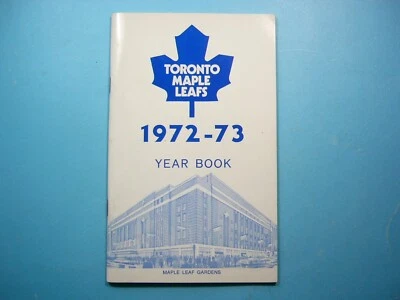 TORONTO
MAPLE
LEAFS
1972-73
YEAR BOOK
MAPLE LEAF GARDENS